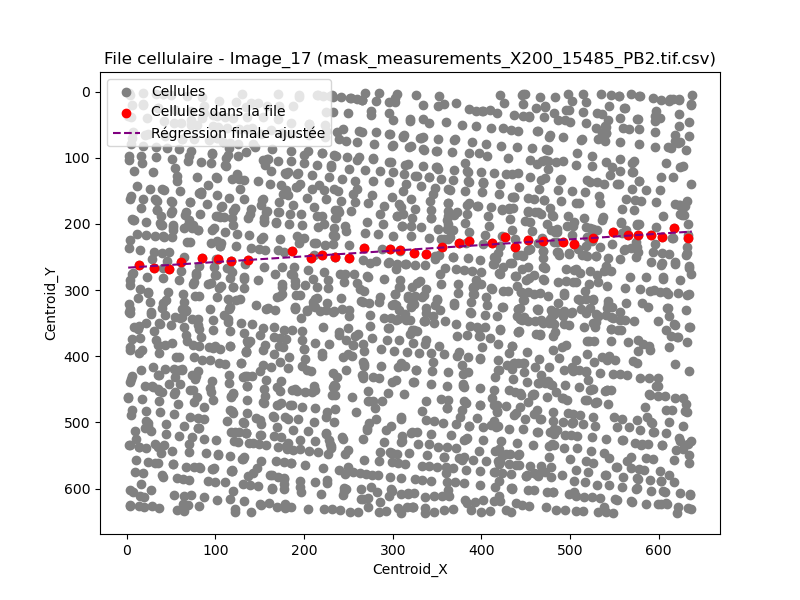 File cellulaire - Image_17 (mask_measurements_X200_15485_PB2.tif.csv)
Cellules
Cellules dans la file
Régression finale ajustée
Centroid_Y
0
100
200
300
400
500
600
0 100 200 300 400 500 600
Centroid_X